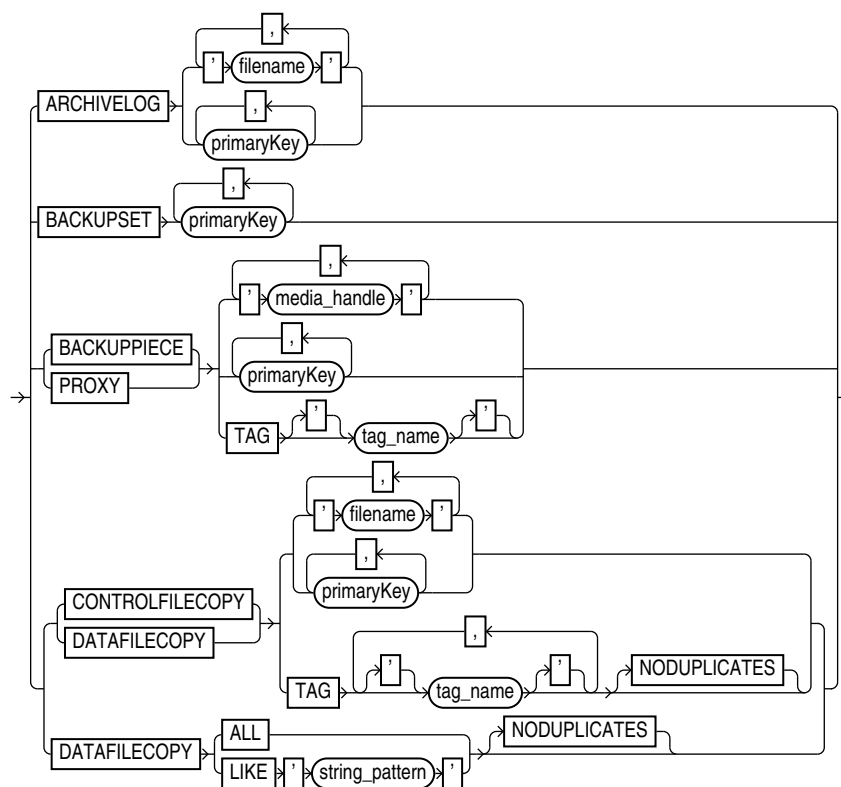 ,
' filename '
ARCHIVELOG
,
primaryKey
,
BACKUPSET primaryKey
,
' media_handle '
BACKUPPIECE
,
PROXY primaryKey
' '
TAG tag_name
,
' filename '
,
primaryKey
CONTROLFILECOPY
,
DATAFILECOPY
' ' NODUPLICATES
TAG tag_name
ALL NODUPLICATES
DATAFILECOPY
LIKE ' string_pattern '